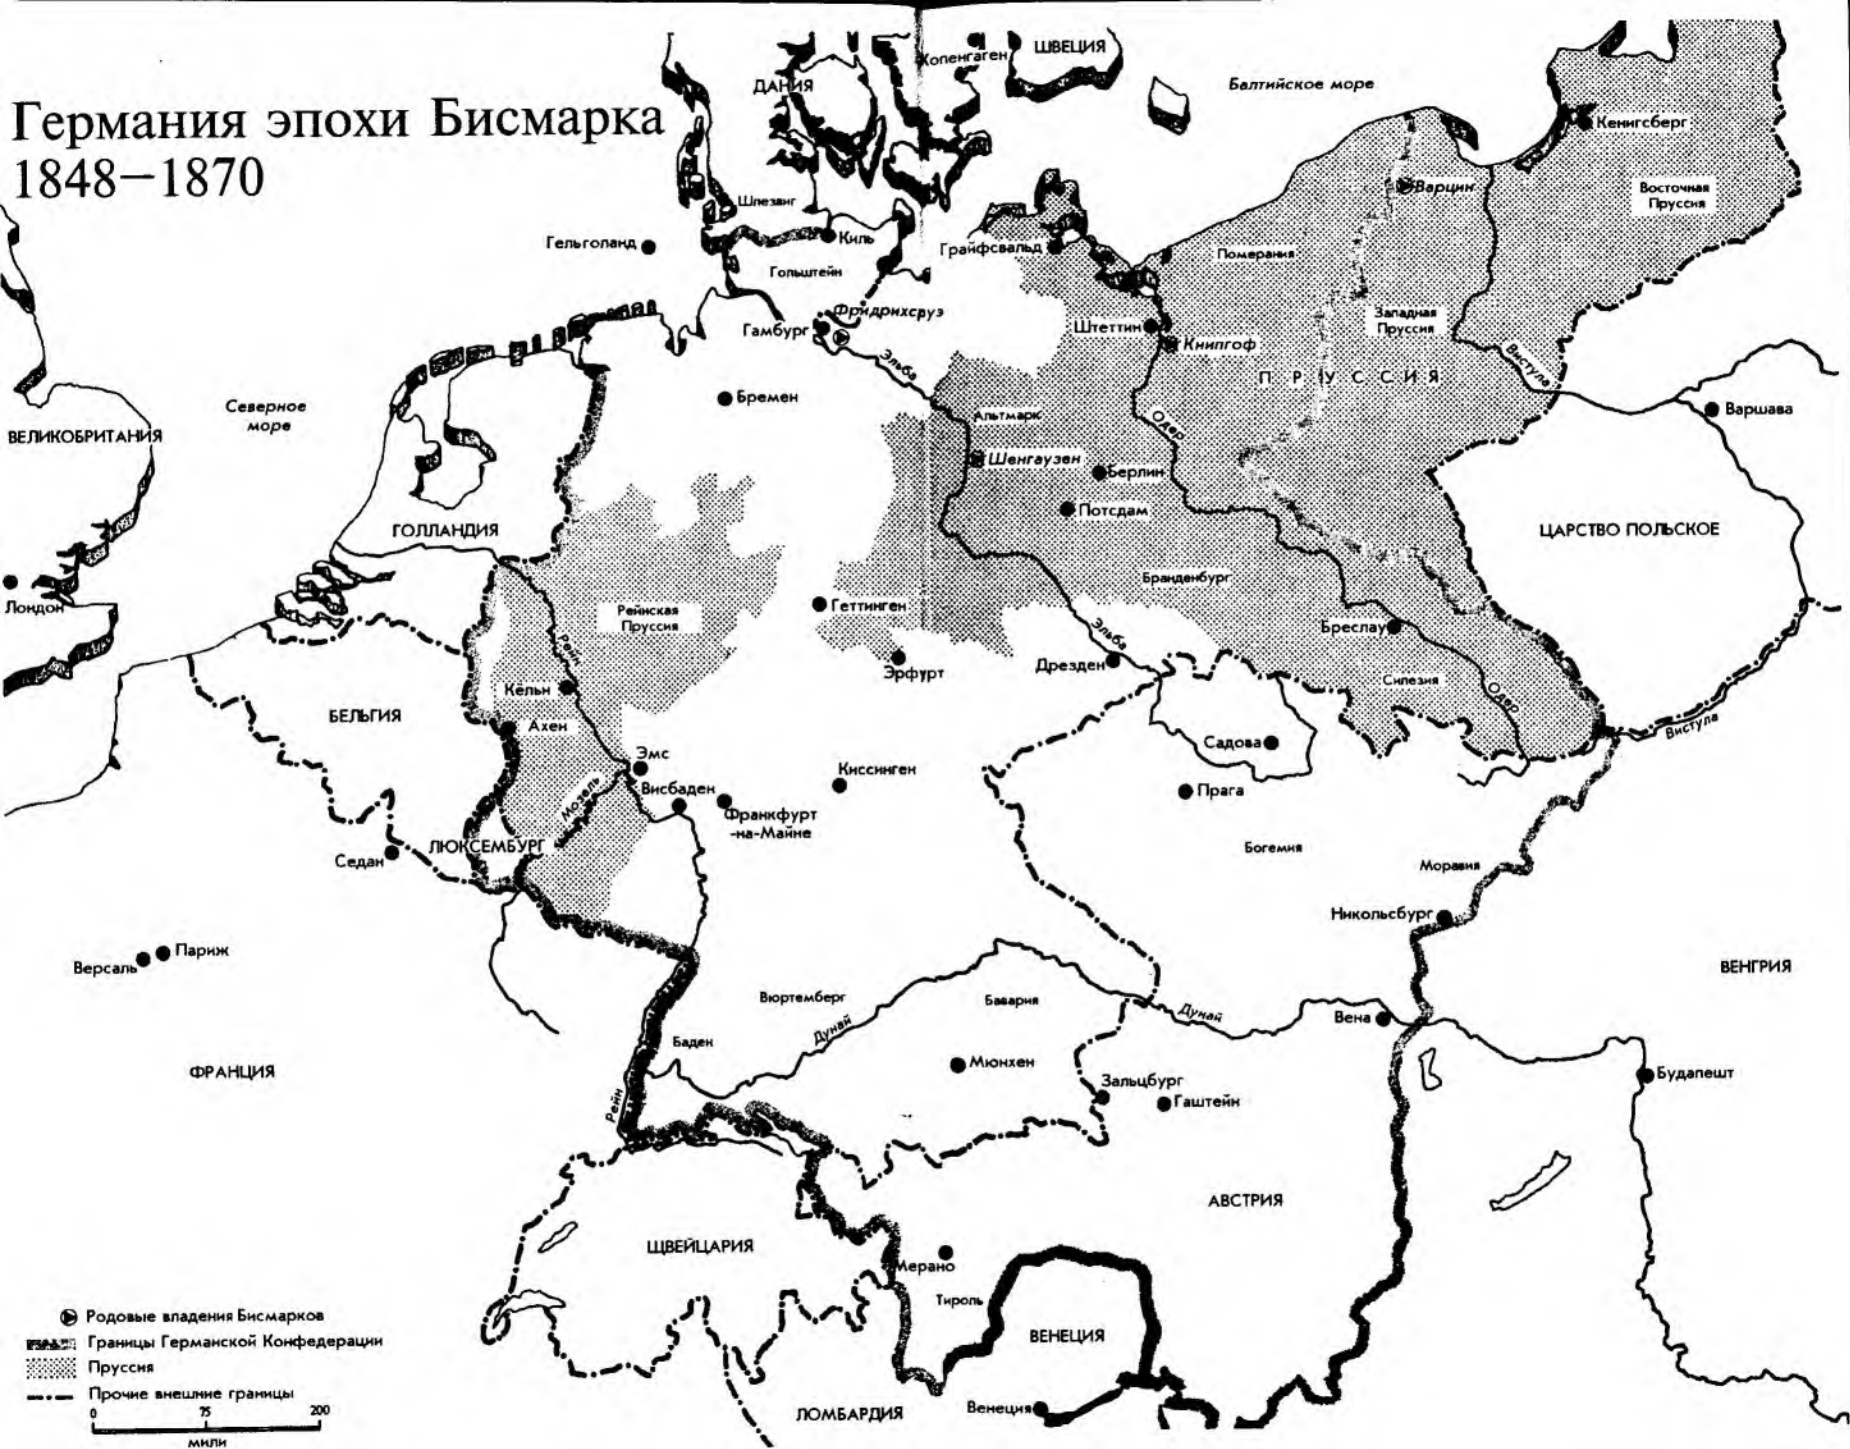 Германия эпохи Бисмарка
1848—1870
Копенгаген
ШВЕЦИЯ
ДАНИЯ
Балтийское море
Кенигсберг
Варцин
Восточная
Пруссия
Шлезвиг
Киль
Гельголанд
Грайфсвальд
Померания
Гольштейн
Фридрихсруэ
Гамбург
Штеттин
Западная
Пруссия
Книпгоф
Эльба
Висτула
ПРУССИЯ
Бремен
Северное
море
Альтмарк
Одер
Варшава
ВЕЛИКОБРИТАНИЯ
Шенгаузен
Берлин
Потсдам
ГОЛЛАНДИЯ
ЦАРСТВО ПОЛЬСКОЕ
Бранденбург
Лондон
Рейнская
Пруссия
Геттинген
Рейн
Эльба
Бреслау
Эрфурт
Дрезден
Кёльн
Силезия
Одер
БЕЛЬГИЯ
Ахен
Вистула
Садова
Эмс
Киссинген
Мозель
Висбаден
Прага
Франкфурт
-на-Майне
ЛЮКСЕМБУРГ
Седан
Богемия
Моравия
Никольсбург
Париж
Версаль
ВЕНГРИЯ
Вюртемберг
Бавария
Дунай
Дунай
Вена
Баден
ФРАНЦИЯ
Мюнхен
Зальцбург
Гаштейн
Будапешт
Рейн
АВСТРИЯ
ЩВЕЙЦАРИЯ
Мерано
Тироль
ВЕНЕЦИЯ
Венеция
ЛОМБАРДИЯ
Родовые владения Бисмарков
Границы Германской Конфедерации
Пруссия
Прочие внешние границы
0 75 200
мили